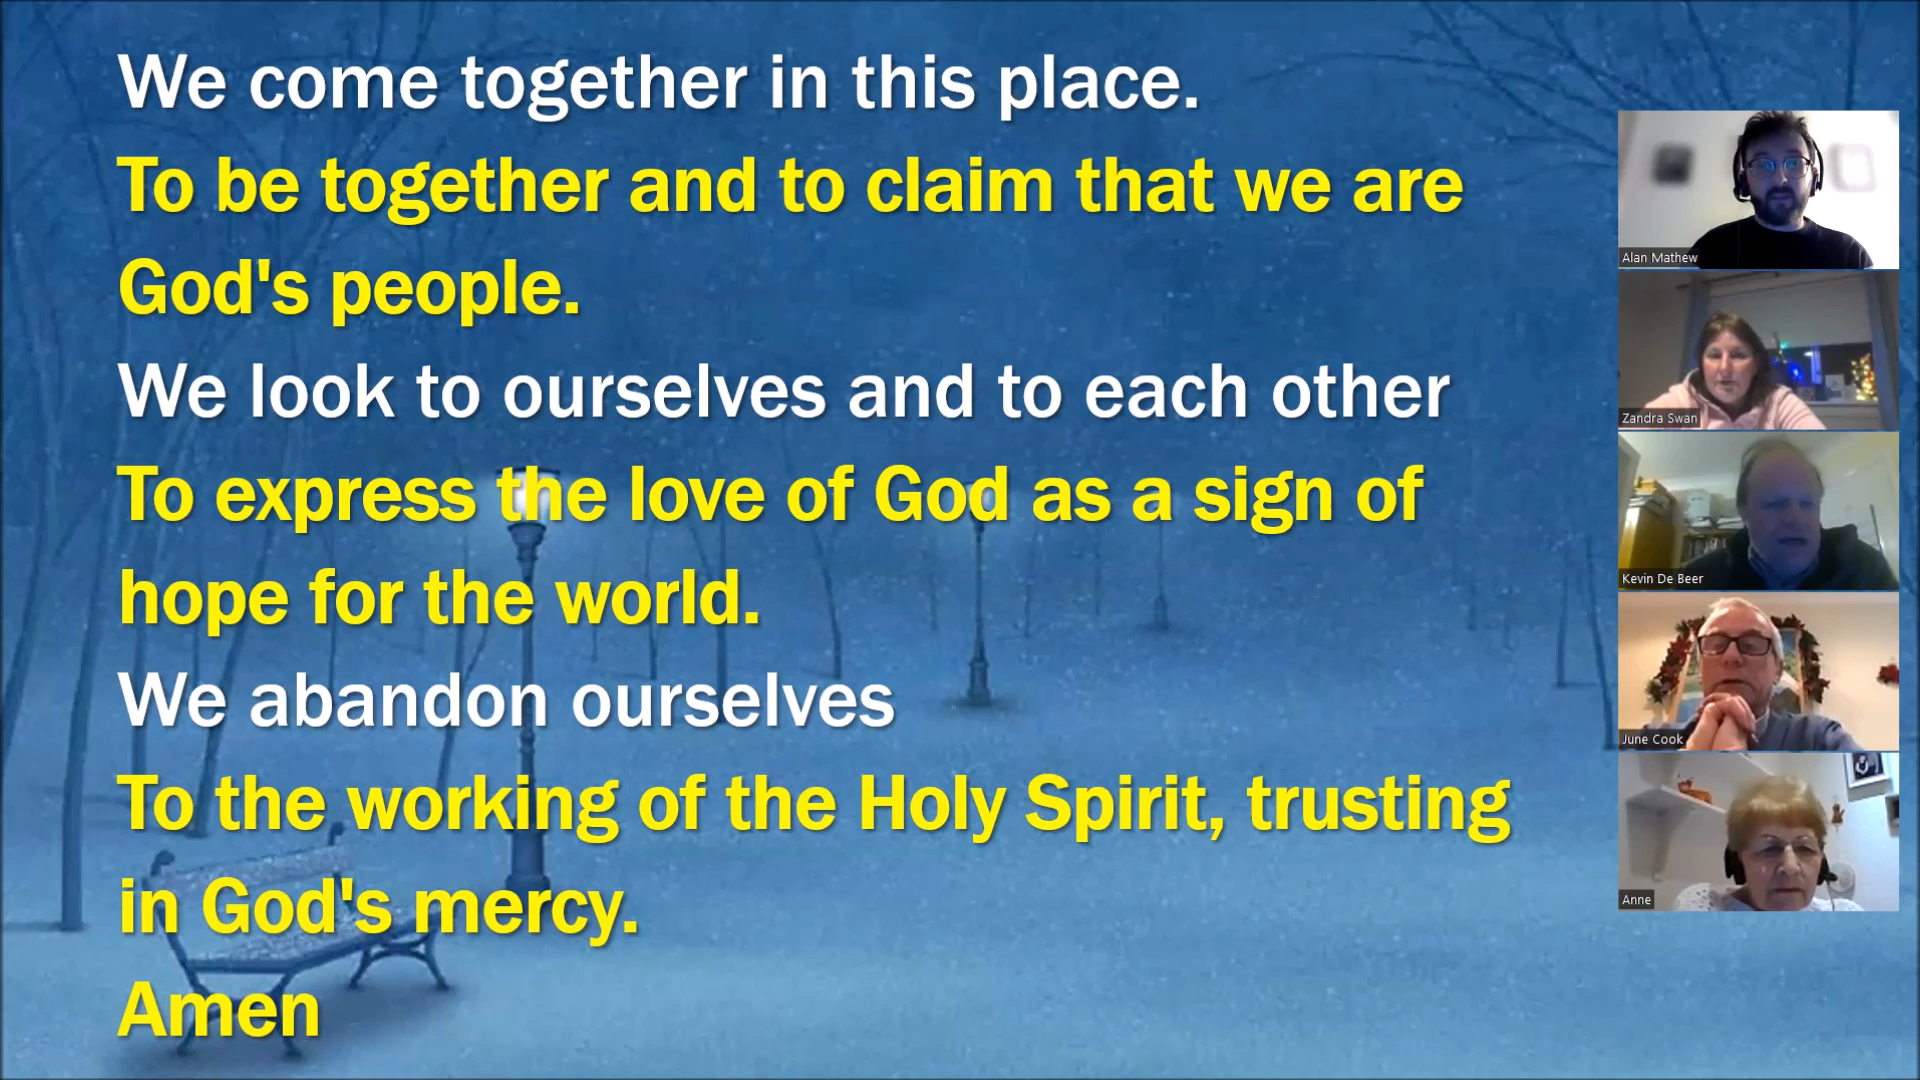 We come together in this place.
To be together and to claim that we are
God's people.
We look to ourselves and to each other
To express the love of God as a sign of
hope for the world.
We abandon ourselves
To the working of the Holy Spirit, trusting
in God's mercy.
Amen
Alan Mathew
Zandra Swan
Kevin De Beer
June Cook
Anne